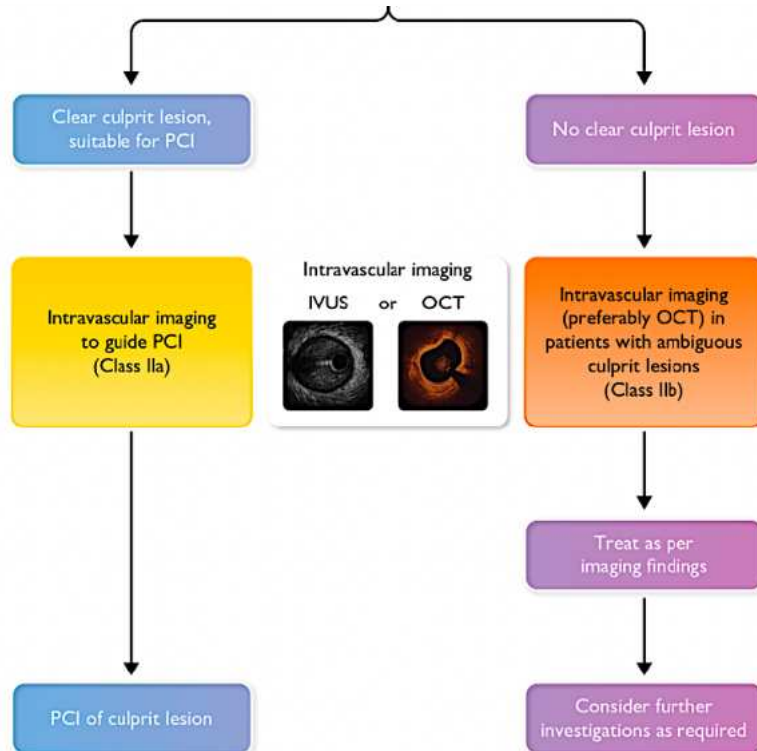 Clear culprit lesion,
suitable for PCI
No clear culprit lesion
Intravascular imaging
to guide PCI
(Class IIa)
Intravascular imaging
IVUS or OCT
Intravascular imaging
(preferably OCT) in
patients with ambiguous
culprit lesions
(Class IIb)
Treat as per
imaging findings
PCI of culprit lesion
Consider further
investigations as required